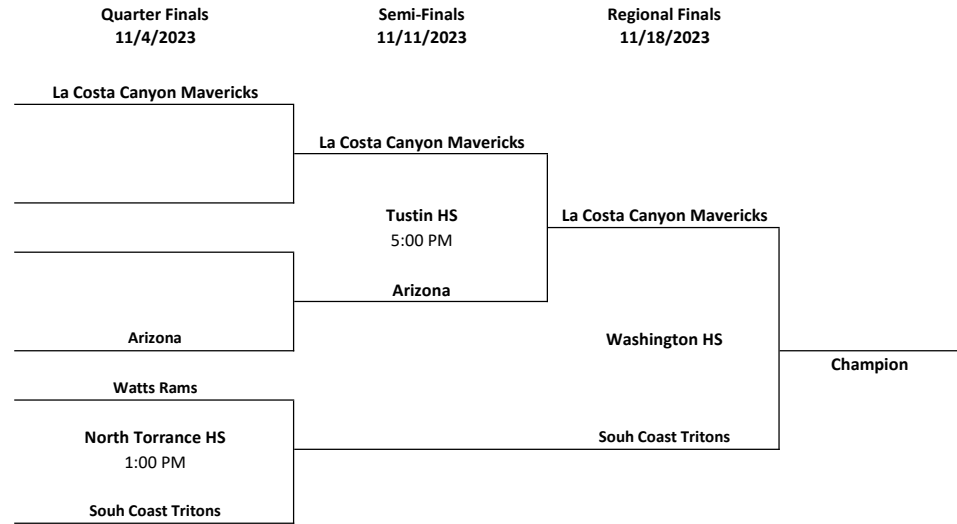 Quarter Finals
11/4/2023
Semi-Finals
11/11/2023
Regional Finals
11/18/2023
La Costa Canyon Mavericks
La Costa Canyon Mavericks
Tustin HS
5:00 PM
La Costa Canyon Mavericks
Arizona
Arizona
Washington HS
Champion
Watts Rams
North Torrance HS
1:00 PM
Souh Coast Tritons
Souh Coast Tritons